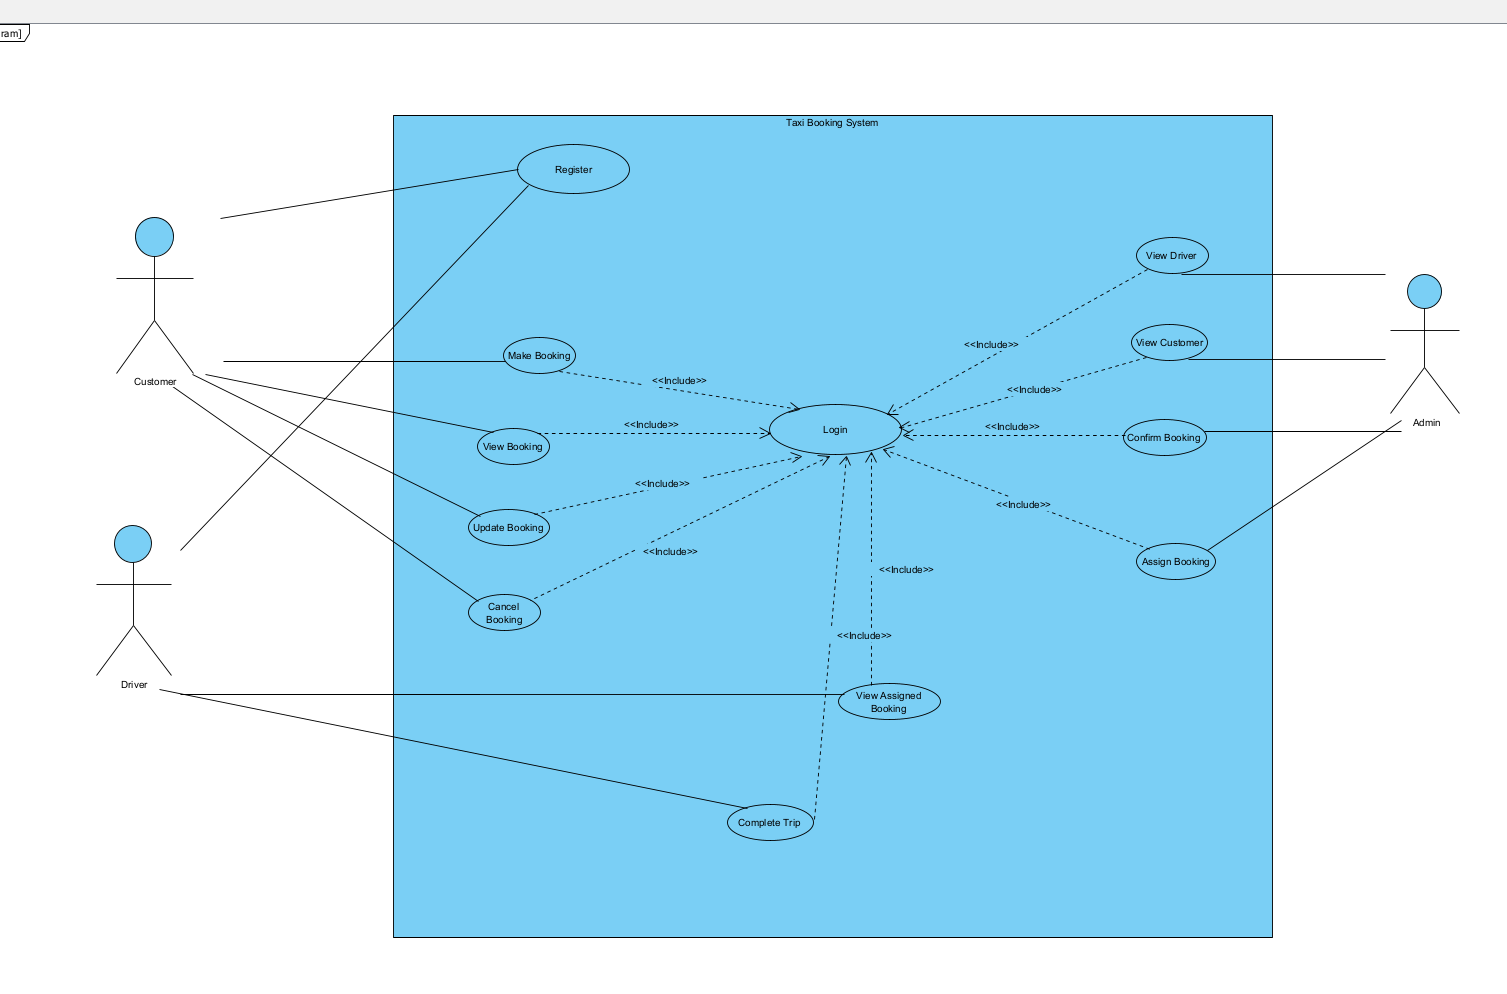 ram]
Taxi Booking System
Register
View Driver
<<Include>>
View Customer
Make Booking
<<Include>>
<<Include>>
Customer
<<Include>>
Login
<<Include>>
Confirm Booking
Admin
View Booking
<<Include>>
<<Include>>
Update Booking
<<Include>>
Assign Booking
<<Include>>
Cancel
Booking
<<Include>>
Driver
View Assigned
Booking
Complete Trip